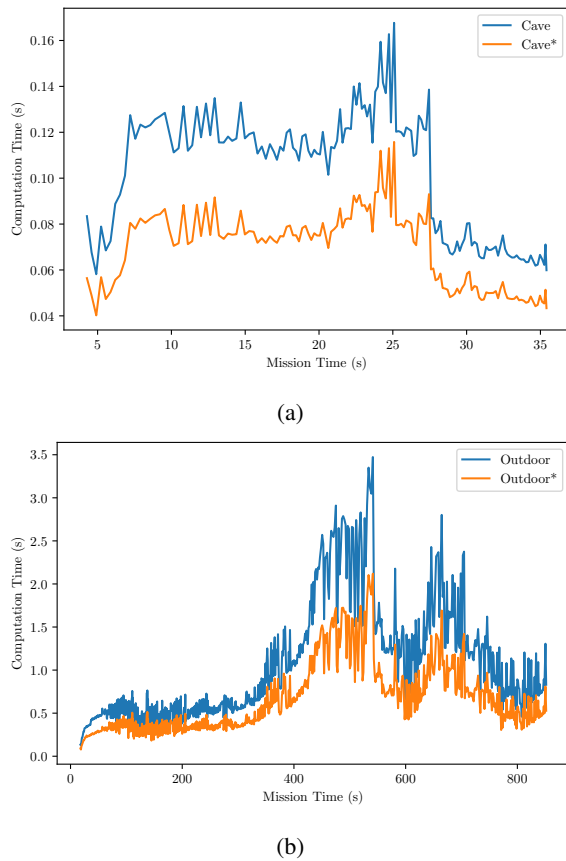 0.16
0.14
0.12
0.10
0.08
0.06
0.04
Computation Time (s)
Cave
Cave*
5 10 15 20 25 30 35
Mission Time (s)
(a)
3.5
3.0
2.5
2.0
1.5
1.0
0.5
0.0
Computation Time (s)
Outdoor
Outdoor*
0 200 400 600 800
Mission Time (s)
(b)